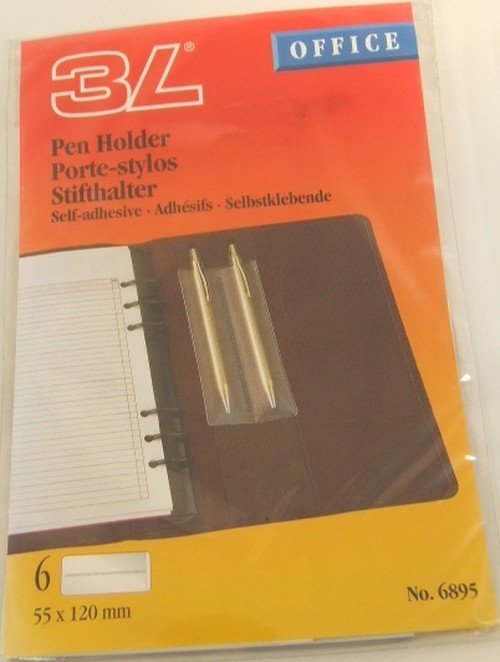 3L®
OFFICE
Pen Holder
Porte-stylos
Stifthalter
Self-adhesive · Adhésifs · Selbstklebende
6
55 x 120 mm
No. 6895